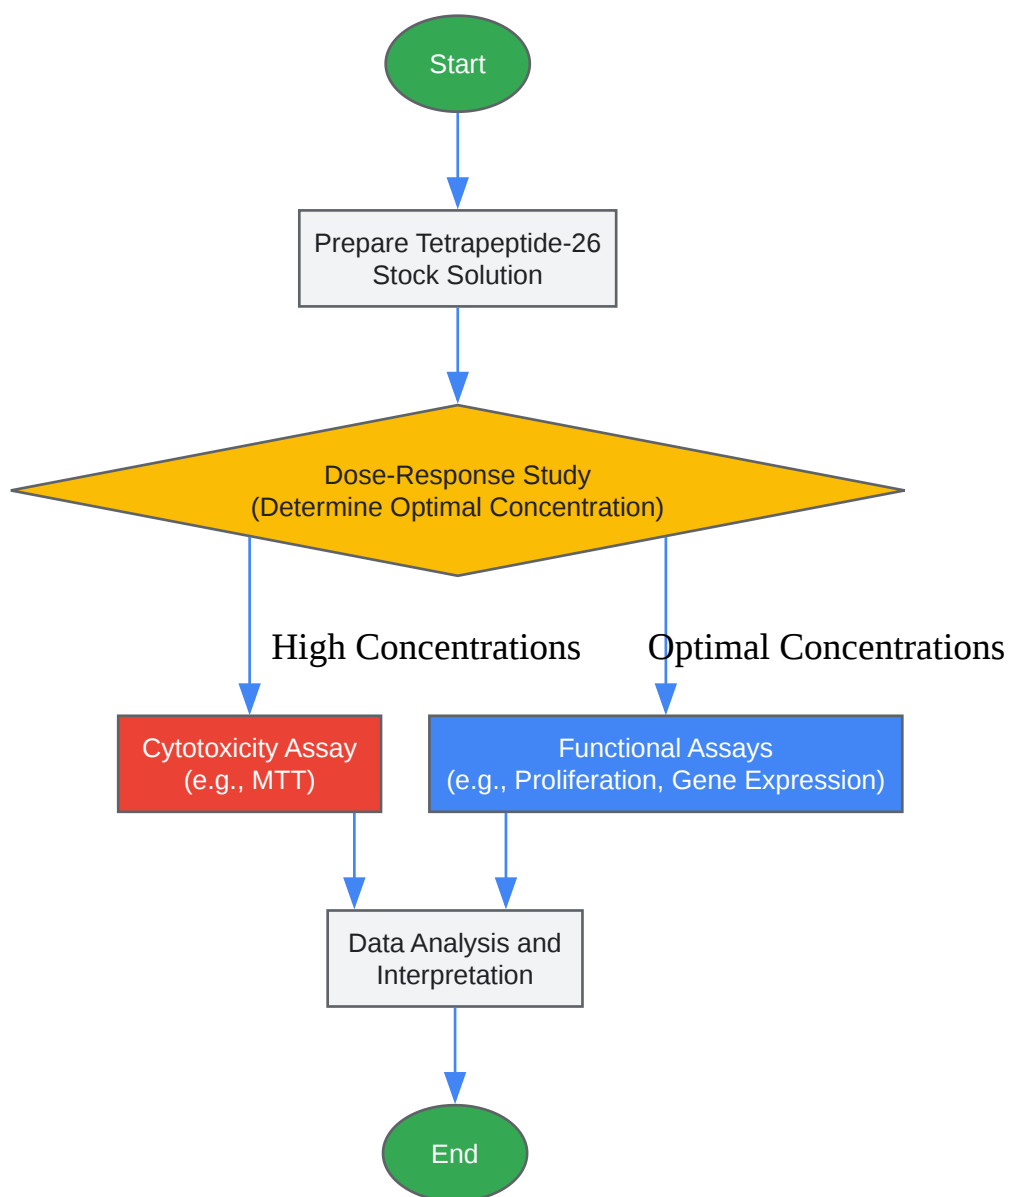 Start
Prepare Tetrapeptide-26
Stock Solution
Dose-Response Study
(Determine Optimal Concentration)
High Concentrations
Optimal Concentrations
Cytotoxicity Assay
(e.g., MTT)
Functional Assays
(e.g., Proliferation, Gene Expression)
Data Analysis and
Interpretation
End